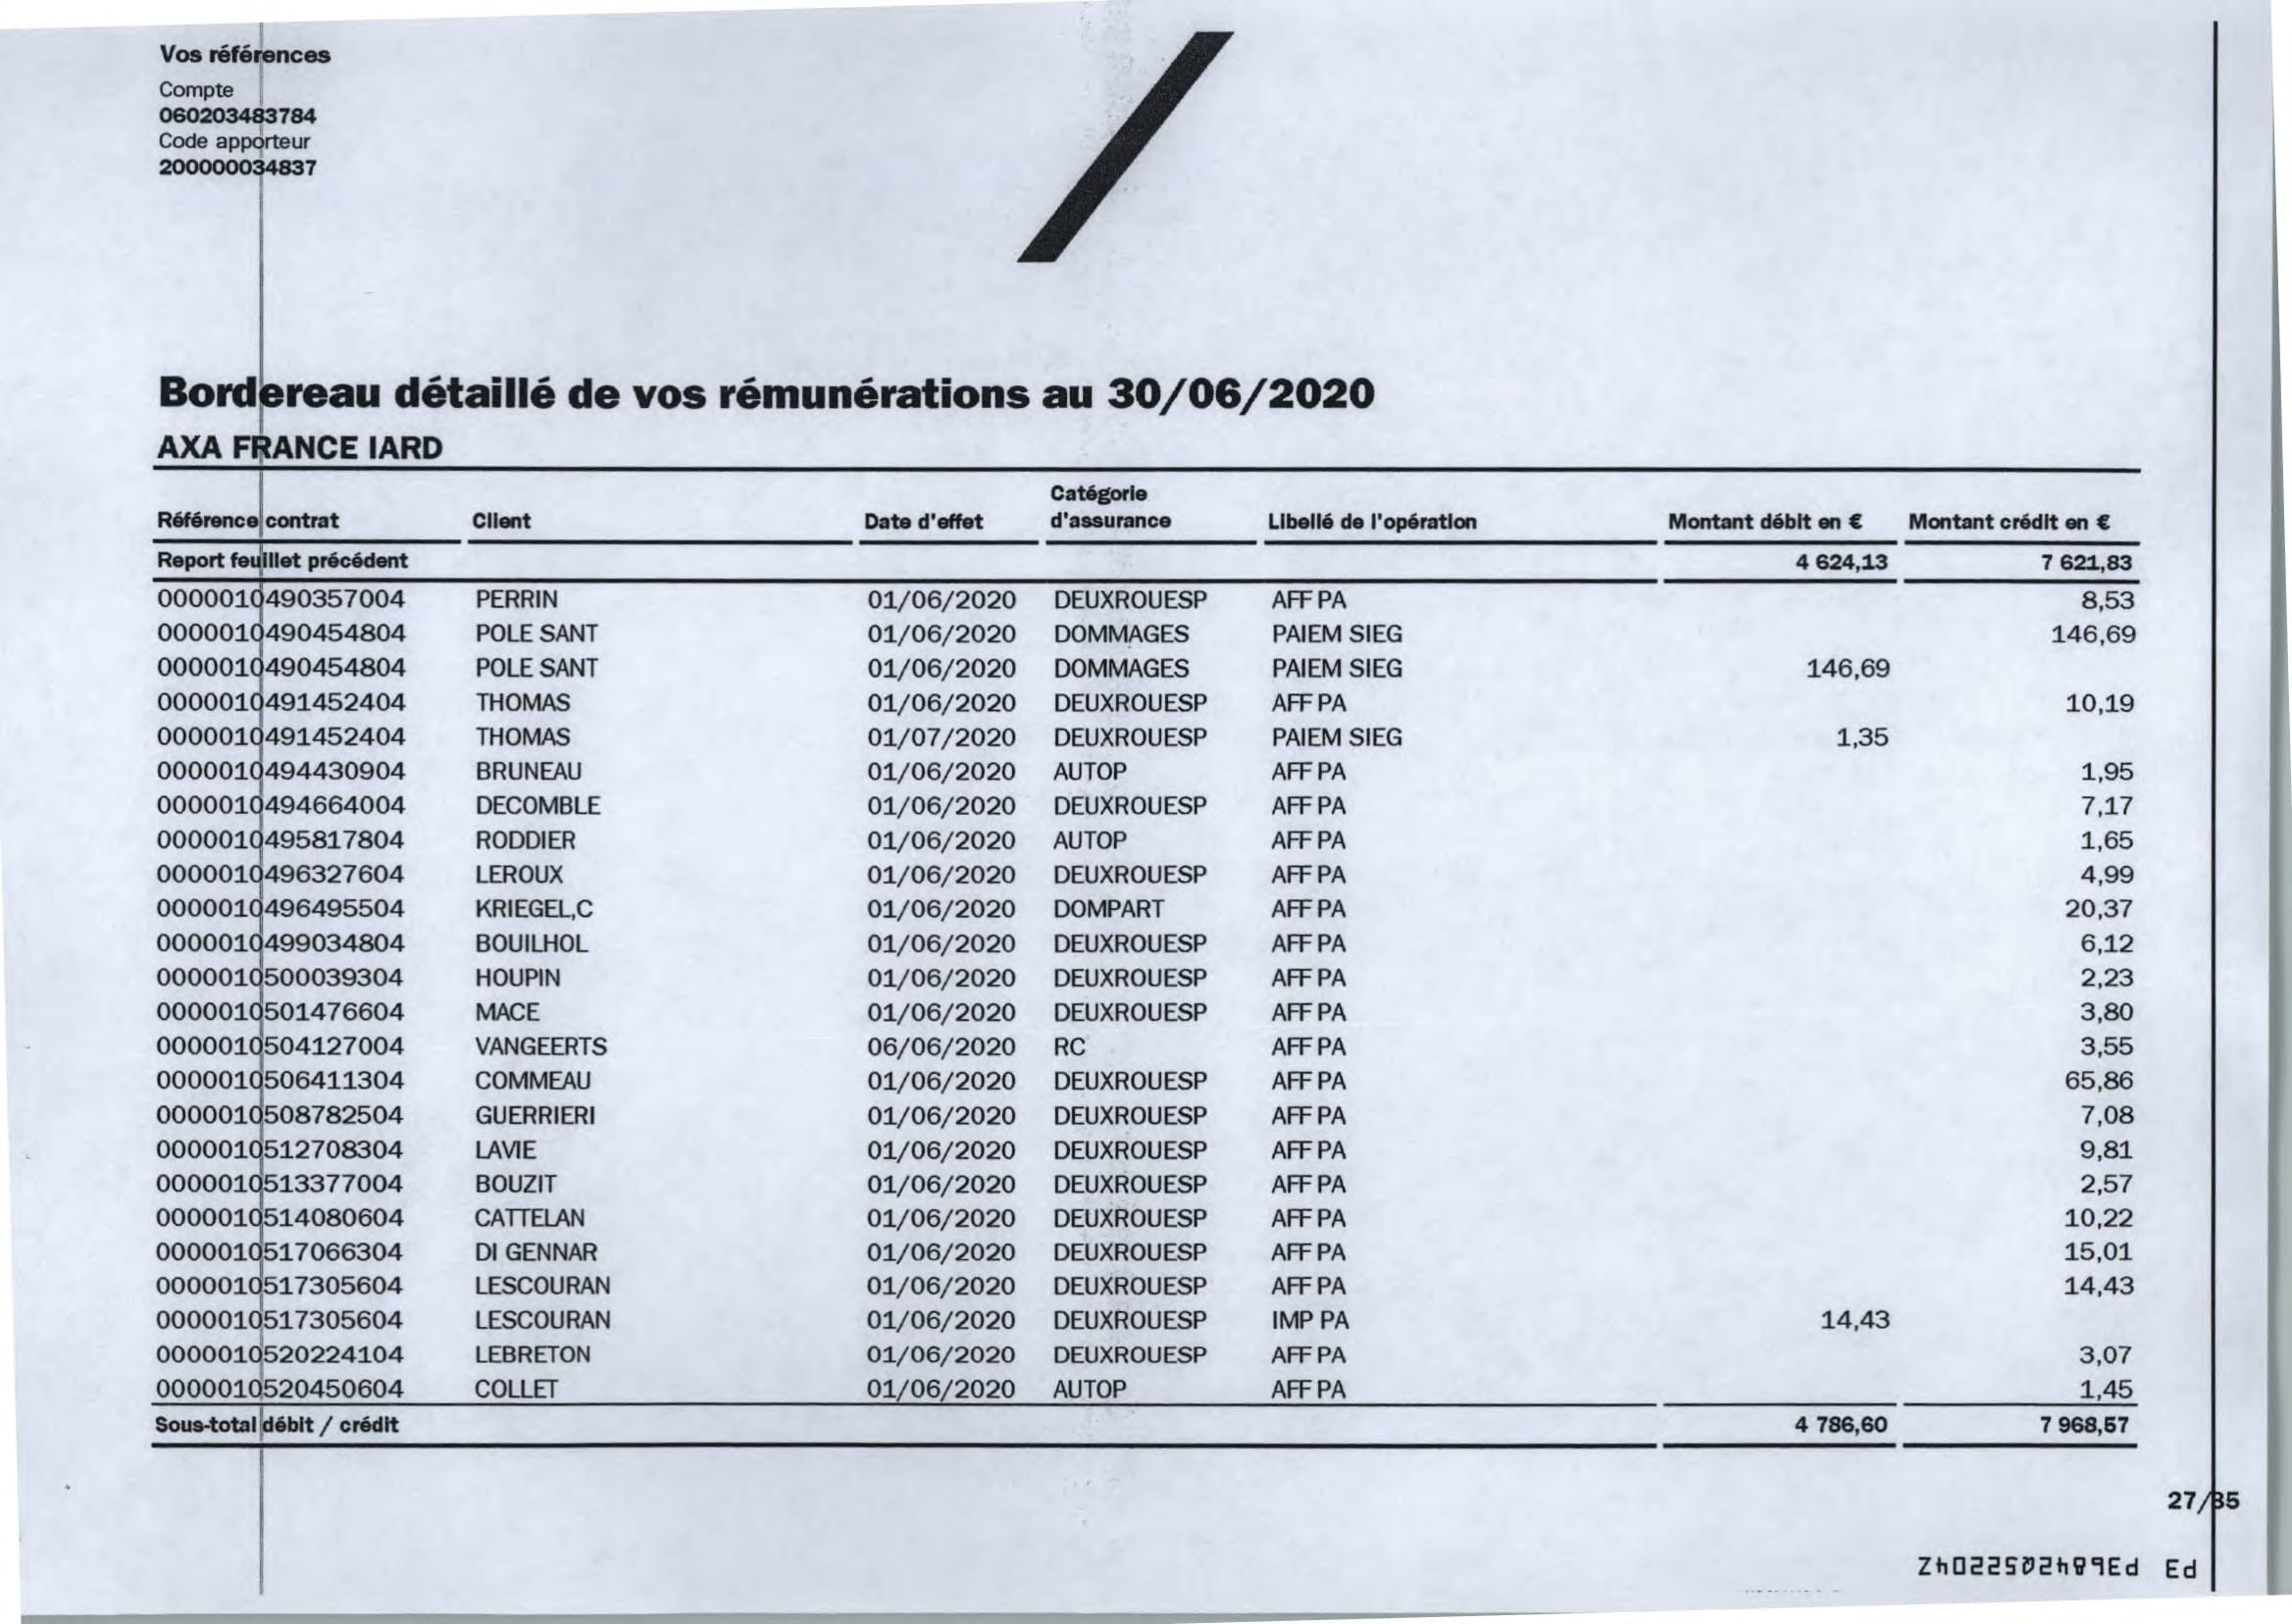 Vos références
Compte
060203483784
Code apporteur
200000034837
Bordereau détaillé de vos rémunérations au 30/06/2020
AXA FRANCE IARD
Référence contrat Client Date d'effet Catégorie d'assurance Libellé de l'opération Montant débit en € Montant crédit en €
Report feuillet précédent 4 624,13 7 621,83
0000010490357004 PERRIN 01/06/2020 DEUXROUESP AFF PA 8,53
0000010490454804 POLE SANT 01/06/2020 DOMMAGES PAIEM SIEG 146,69
0000010490454804 POLE SANT 01/06/2020 DOMMAGES PAIEM SIEG 146,69
0000010491452404 THOMAS 01/06/2020 DEUXROUESP AFF PA 10,19
0000010491452404 THOMAS 01/07/2020 DEUXROUESP PAIEM SIEG 1,35
0000010494430904 BRUNEAU 01/06/2020 AUTOP AFF PA 1,95
0000010494664004 DECOMBLE 01/06/2020 DEUXROUESP AFF PA 7,17
0000010495817804 RODDIER 01/06/2020 AUTOP AFF PA 1,65
0000010496327604 LEROUX 01/06/2020 DEUXROUESP AFF PA 4,99
0000010496495504 KRIEGEL,C 01/06/2020 DOMPART AFF PA 20,37
0000010499034804 BOUILHOL 01/06/2020 DEUXROUESP AFF PA 6,12
0000010500039304 HOUPIN 01/06/2020 DEUXROUESP AFF PA 2,23
0000010501476604 MACE 01/06/2020 DEUXROUESP AFF PA 3,80
0000010504127004 VANGEERTS 06/06/2020 RC AFF PA 3,55
0000010506411304 COMMEAU 01/06/2020 DEUXROUESP AFF PA 65,86
0000010508782504 GUERRIERI 01/06/2020 DEUXROUESP AFF PA 7,08
0000010512708304 LAVIE 01/06/2020 DEUXROUESP AFF PA 9,81
0000010513377004 BOUZIT 01/06/2020 DEUXROUESP AFF PA 2,57
0000010514080604 CATTELAN 01/06/2020 DEUXROUESP AFF PA 10,22
0000010517066304 DI GENNAR 01/06/2020 DEUXROUESP AFF PA 15,01
0000010517305604 LESCOURAN 01/06/2020 DEUXROUESP AFF PA 14,43
0000010517305604 LESCOURAN 01/06/2020 DEUXROUESP IMP PA 14,43
0000010520224104 LEBRETON 01/06/2020 DEUXROUESP AFF PA 3,07
0000010520450604 COLLET 01/06/2020 AUTOP AFF PA 1,45
Sous-total débit / crédit 4 786,60 7 968,57
27/35